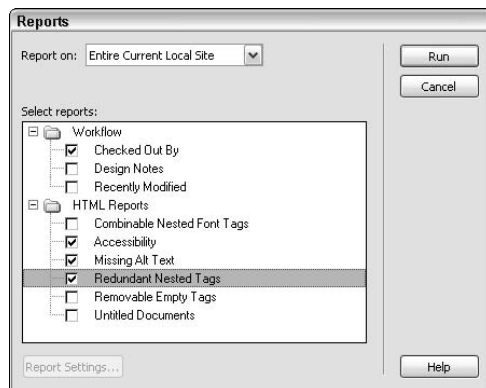 Reports
Report on: Entire Current Local Site
Run
Cancel
Select reports:
Workflow
Checked Out By
Design Notes
Recently Modified
HTML Reports
Combinable Nested Font Tags
Accessibility
Missing Alt Text
Redundant Nested Tags
Removable Empty Tags
Untitled Documents
Report Settings...
Help